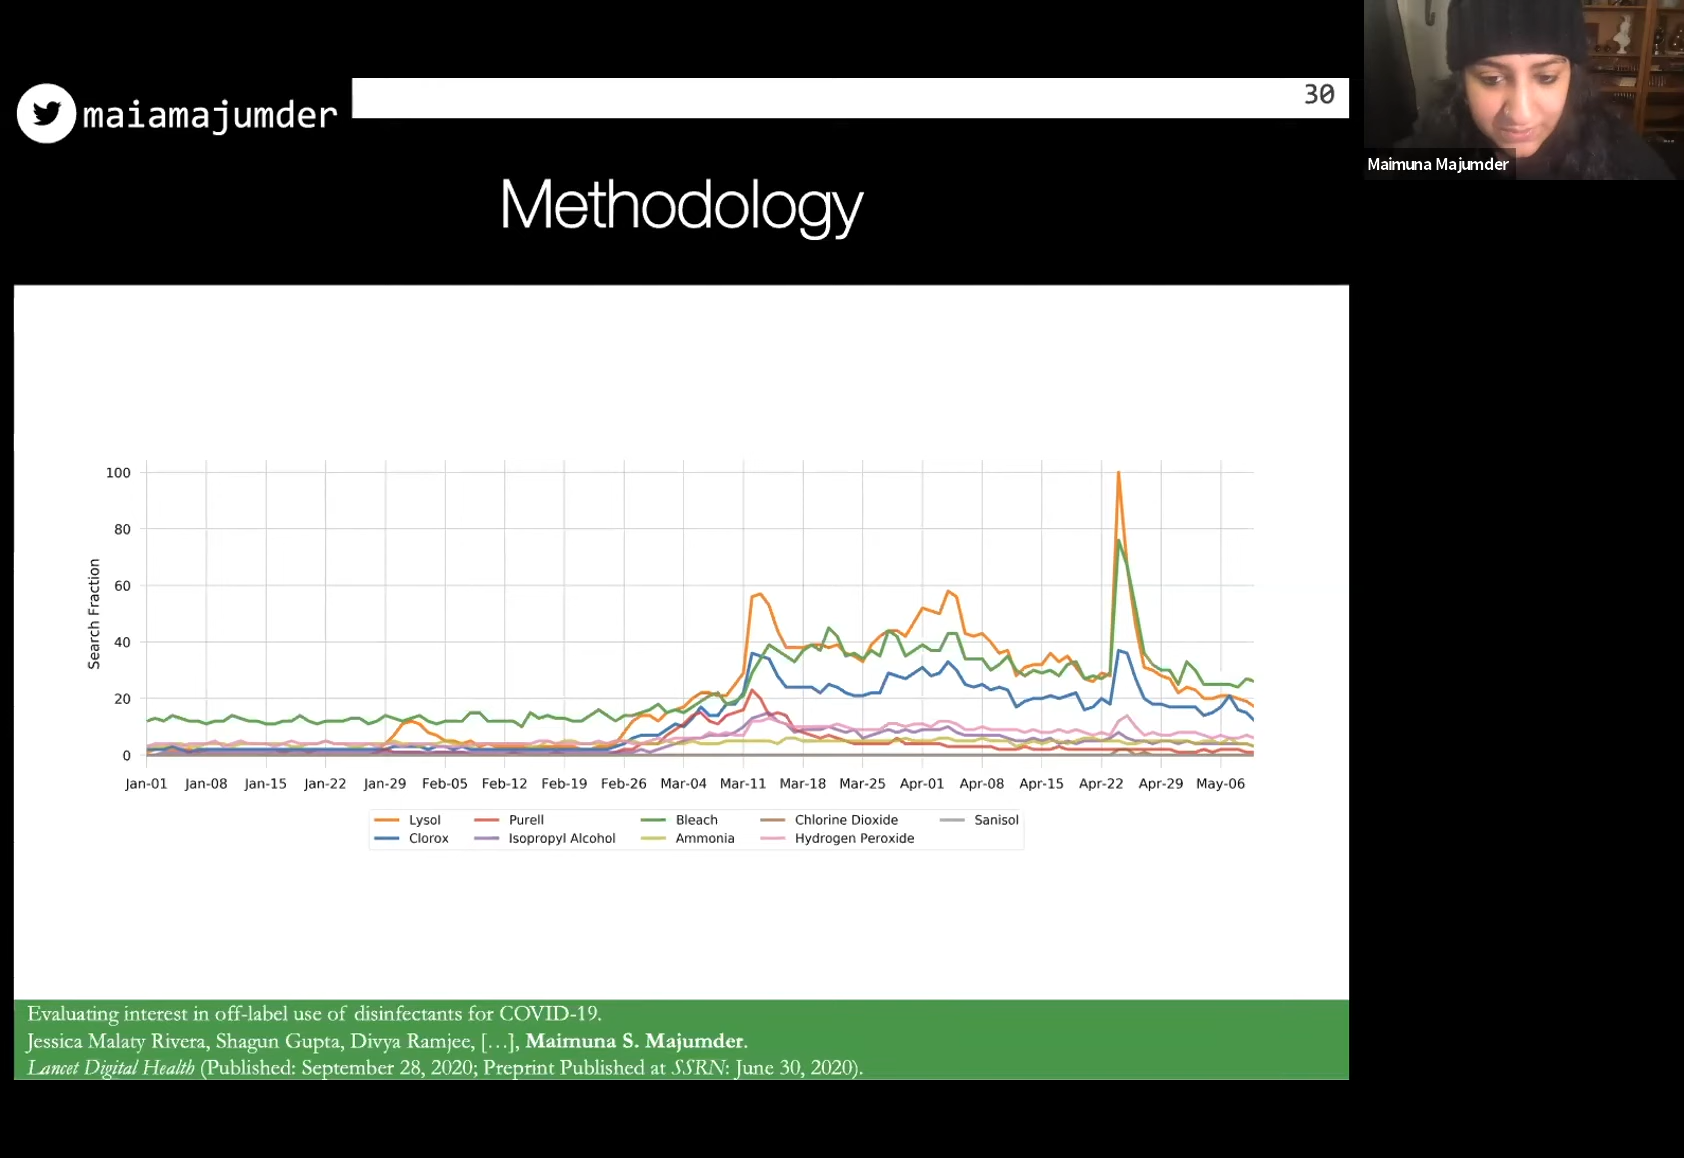 maiamajumder
30
Maimuna Majumder
Methodology
100
80
60
40
20
0
Search Fraction
Jan-01 Jan-08 Jan-15 Jan-22 Jan-29 Feb-05 Feb-12 Feb-19 Feb-26 Mar-04 Mar-11 Mar-18 Mar-25 Apr-01 Apr-08 Apr-15 Apr-22 Apr-29 May-06
Lysol Purell Bleach Chlorine Dioxide Sanisol
Clorox Isopropyl Alcohol Ammonia Hydrogen Peroxide
Evaluating interest in off-label use of disinfectants for COVID-19.
Jessica Malaty Rivera, Shagun Gupta, Divya Ramjee, [...], Maimuna S. Majumder.
Lancet Digital Health (Published: September 28, 2020; Preprint Published at SSRN: June 30, 2020).